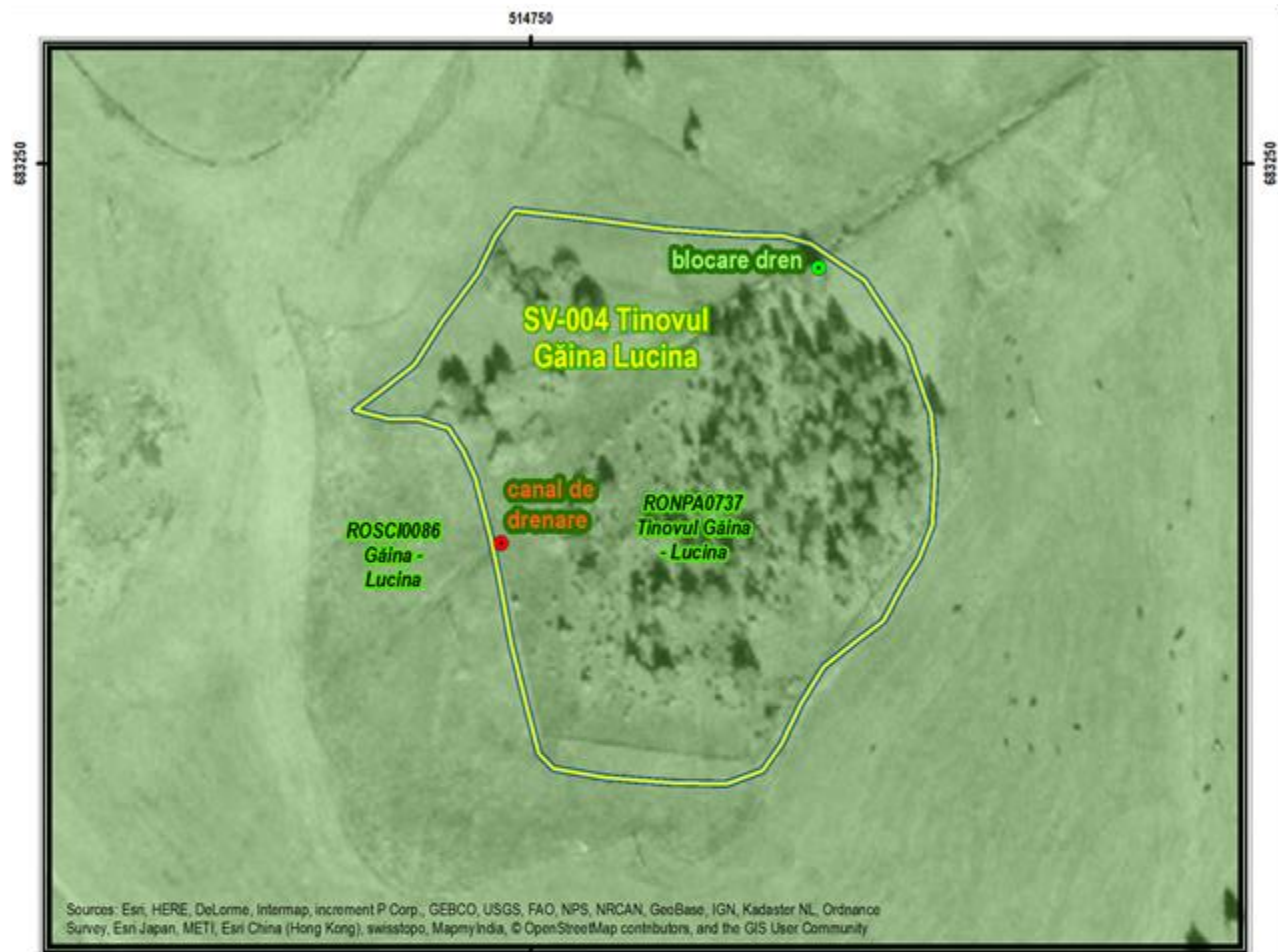 514750
683250
683250
blocare dren
SV-004 Tinovul
Găina Lucina
canal de
drenare
RONPA0737
Tinovul Găina
- Lucina
ROSCI0086
Găina -
Lucina
Sources: Esri, HERE, DeLorme, Intermap, increment P Corp., GEBCO, USGS, FAO, NPS, NRCAN, GeoBase, IGN, Kadaster NL, Ordnance
Survey, Esri Japan, METI, Esri China (Hong Kong), swisstopo, MapmyIndia, © OpenStreetMap contributors, and the GIS User Community